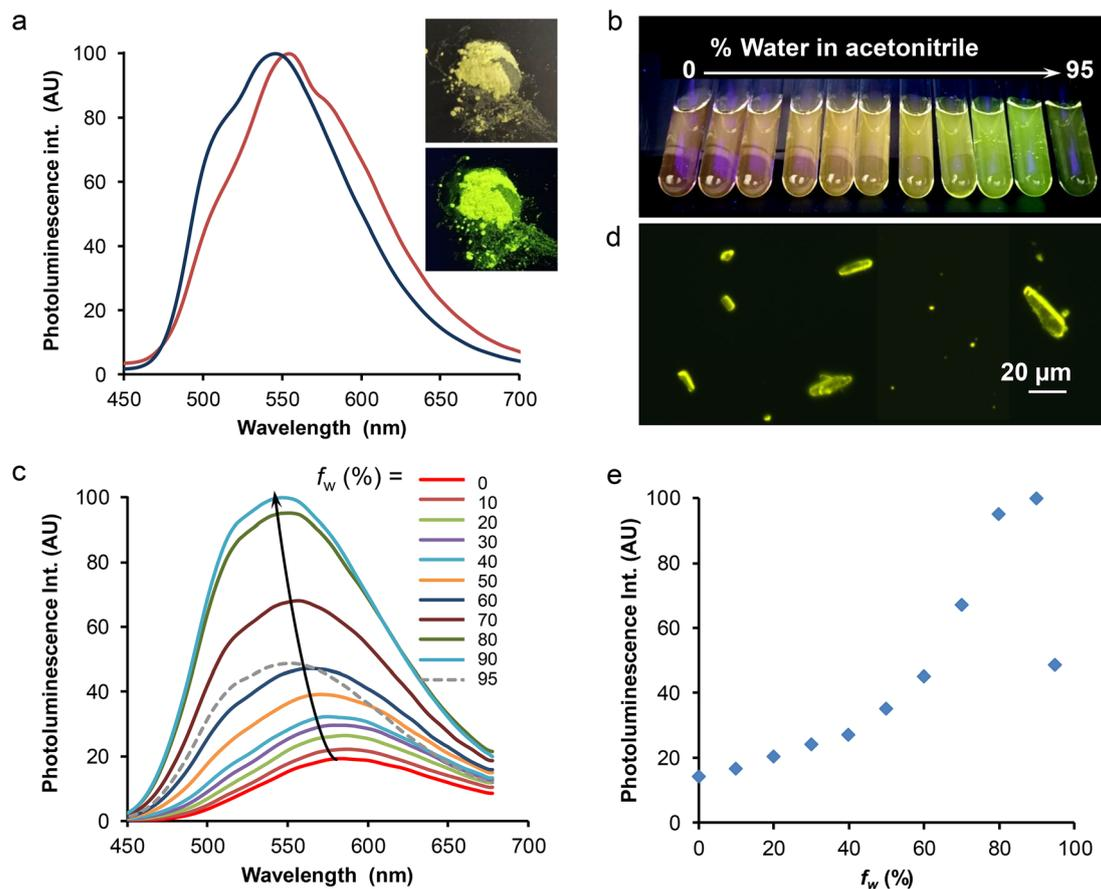 a
100
80
60
40
20
0
450 500 550 600 650 700
Photoluminescence int. (AU)
Wavelength (nm)
b
% Water in acetonitrile
0 95
d
20 µm
c
fw (%) =
0
10
20
30
40
50
60
70
80
90
95
100
80
60
40
20
0
450 500 550 600 650 700
Photoluminescence Int. (AU)
Wavelength (nm)
e
100
80
60
40
20
0
0 20 40 60 80 100
Photoluminescence Int. (AU)
fw (%)